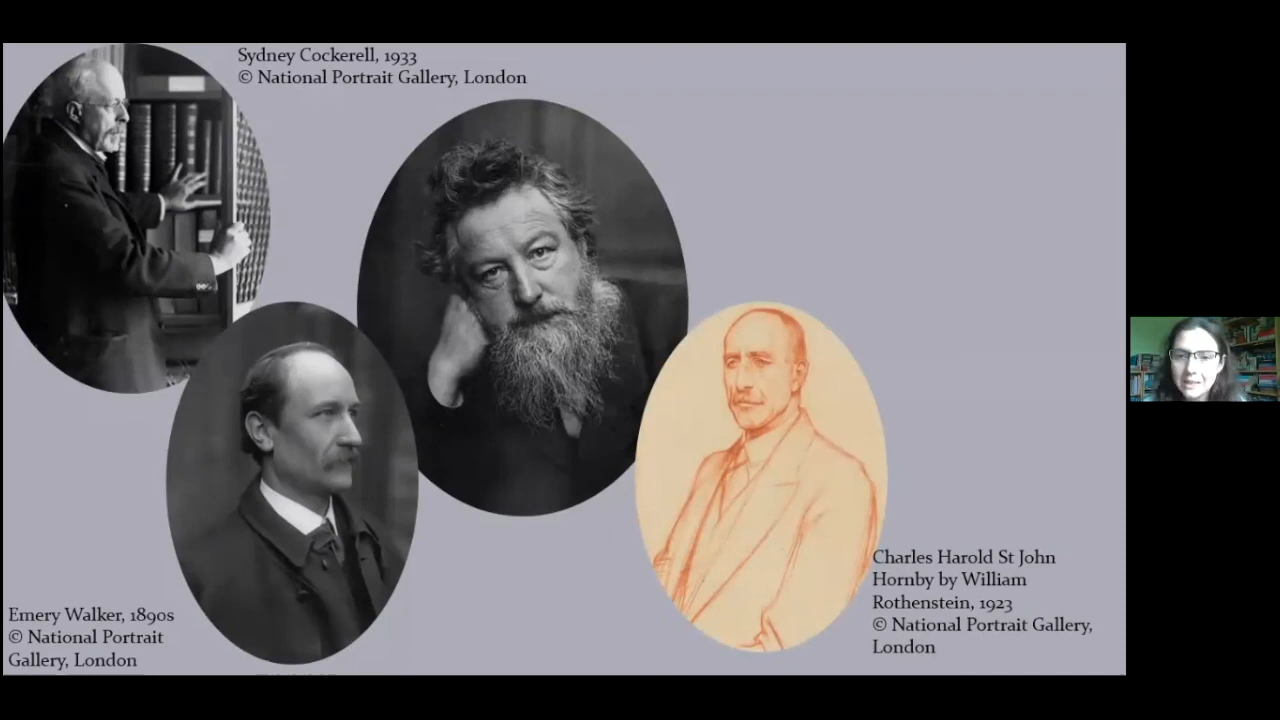 Sydney Cockerell, 1933
© National Portrait Gallery, London
Emery Walker, 1890s
© National Portrait
Gallery, London
Charles Harold St John
Hornby by William
Rothenstein, 1923
© National Portrait Gallery,
London